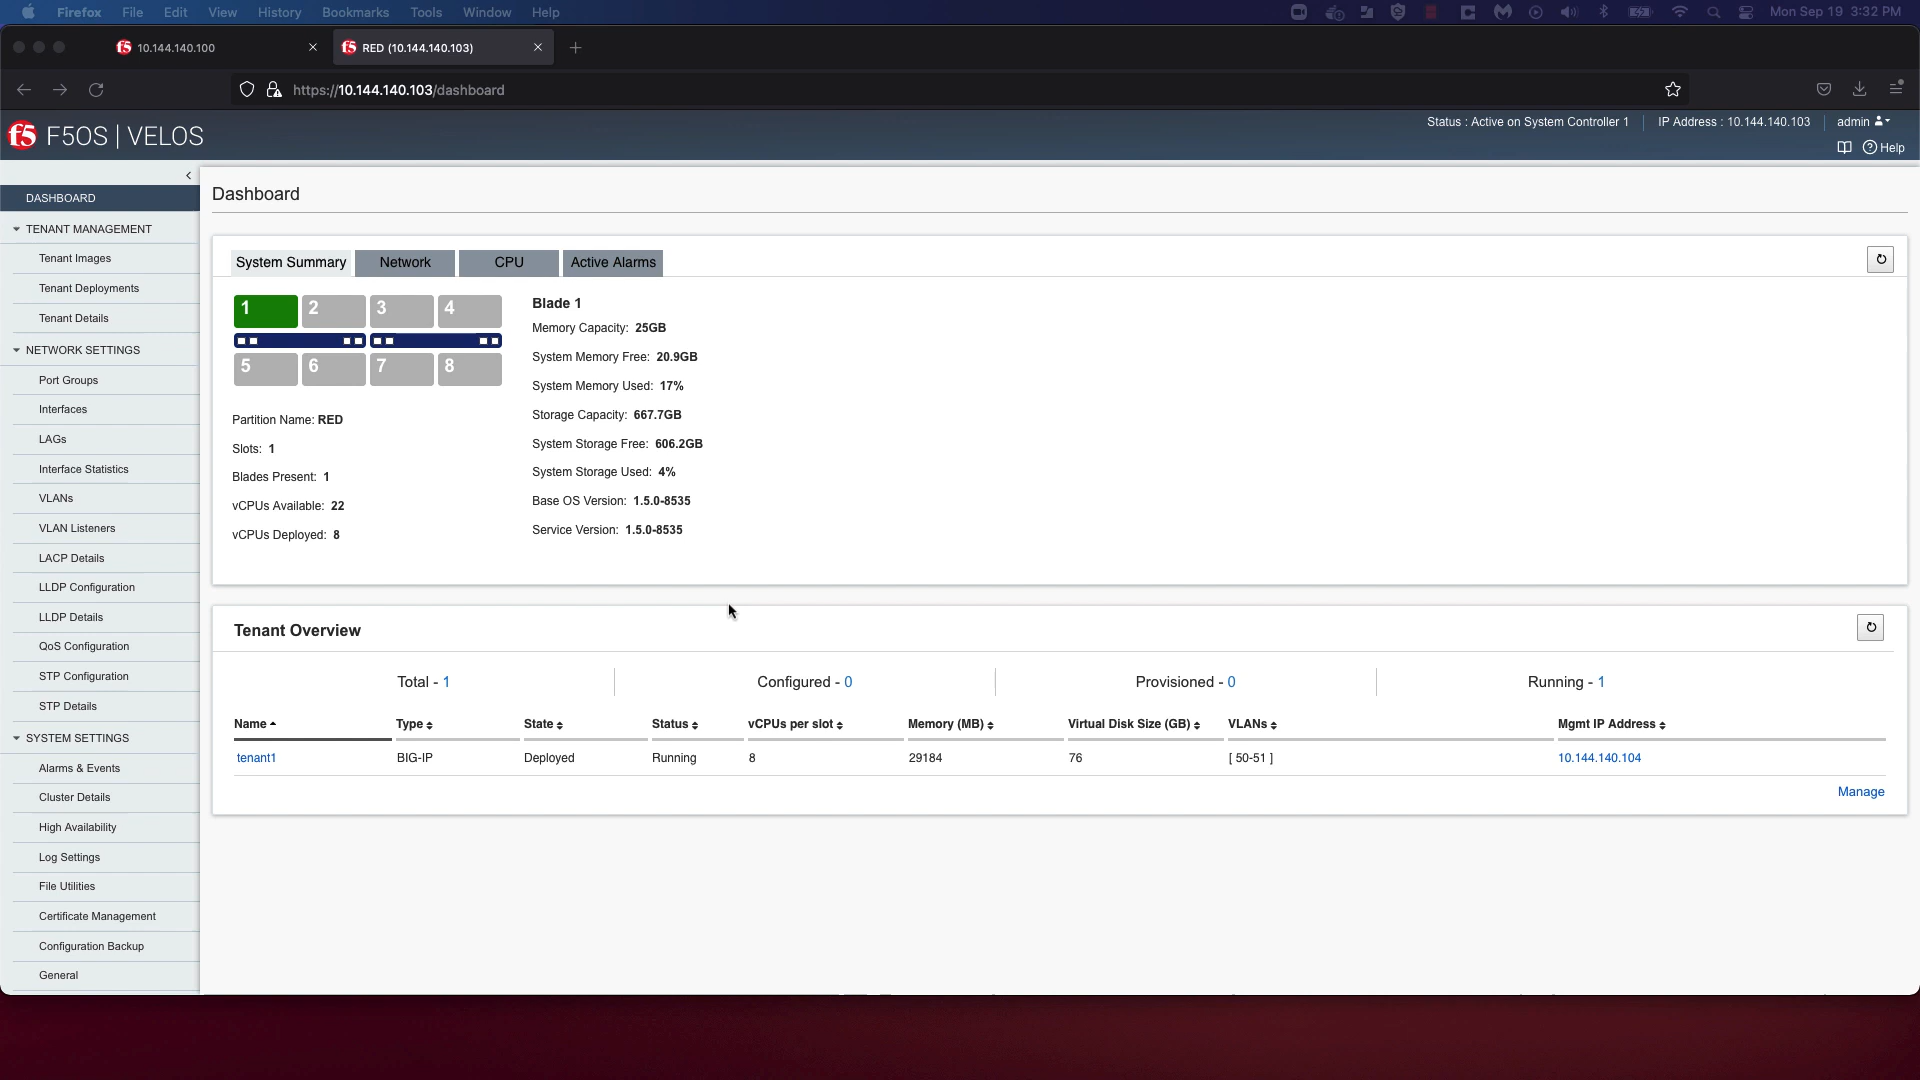 Firefox File Edit View History Bookmarks Tools Window Help Mon Sep 19 3:32 PM
10.144.140.100 RED (10.144.140.103)
https://10.144.140.103/dashboard
f5 F5OS | VELOS
Status : Active on System Controller 1 IP Address : 10.144.140.103 admin
Help
DASHBOARD
TENANT MANAGEMENT
Tenant Images
Tenant Deployments
Tenant Details
NETWORK SETTINGS
Port Groups
Interfaces
LAGs
Interface Statistics
VLANs
VLAN Listeners
LACP Details
LLDP Configuration
LLDP Details
QoS Configuration
STP Configuration
STP Details
SYSTEM SETTINGS
Alarms & Events
Cluster Details
High Availability
Log Settings
File Utilities
Certificate Management
Configuration Backup
General
Dashboard
System Summary Network CPU Active Alarms
1 2 3 4
5 6 7 8
Partition Name: RED
Slots: 1
Blades Present: 1
vCPUs Available: 22
vCPUs Deployed: 8
Blade 1
Memory Capacity: 25GB
System Memory Free: 20.9GB
System Memory Used: 17%
Storage Capacity: 667.7GB
System Storage Free: 606.2GB
System Storage Used: 4%
Base OS Version: 1.5.0-8535
Service Version: 1.5.0-8535
Tenant Overview
Total - 1 Configured - 0 Provisioned - 0 Running - 1
Name Type State Status vCPUs per slot Memory (MB) Virtual Disk Size (GB) VLANs Mgmt IP Address
tenant1 BIG-IP Deployed Running 8 29184 76 [ 50-51 ] 10.144.140.104
Manage